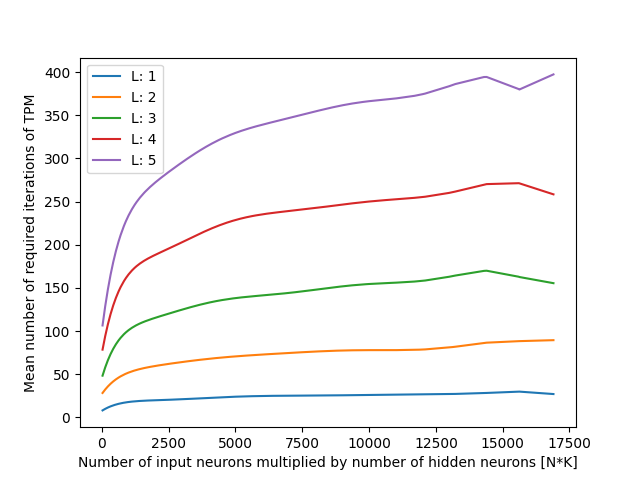 L: 1
L: 2
L: 3
L: 4
L: 5
400
350
300
250
200
150
100
50
0
Mean number of required iterations of TPM
0 2500 5000 7500 10000 12500 15000 17500
Number of input neurons multiplied by number of hidden neurons [N*K]